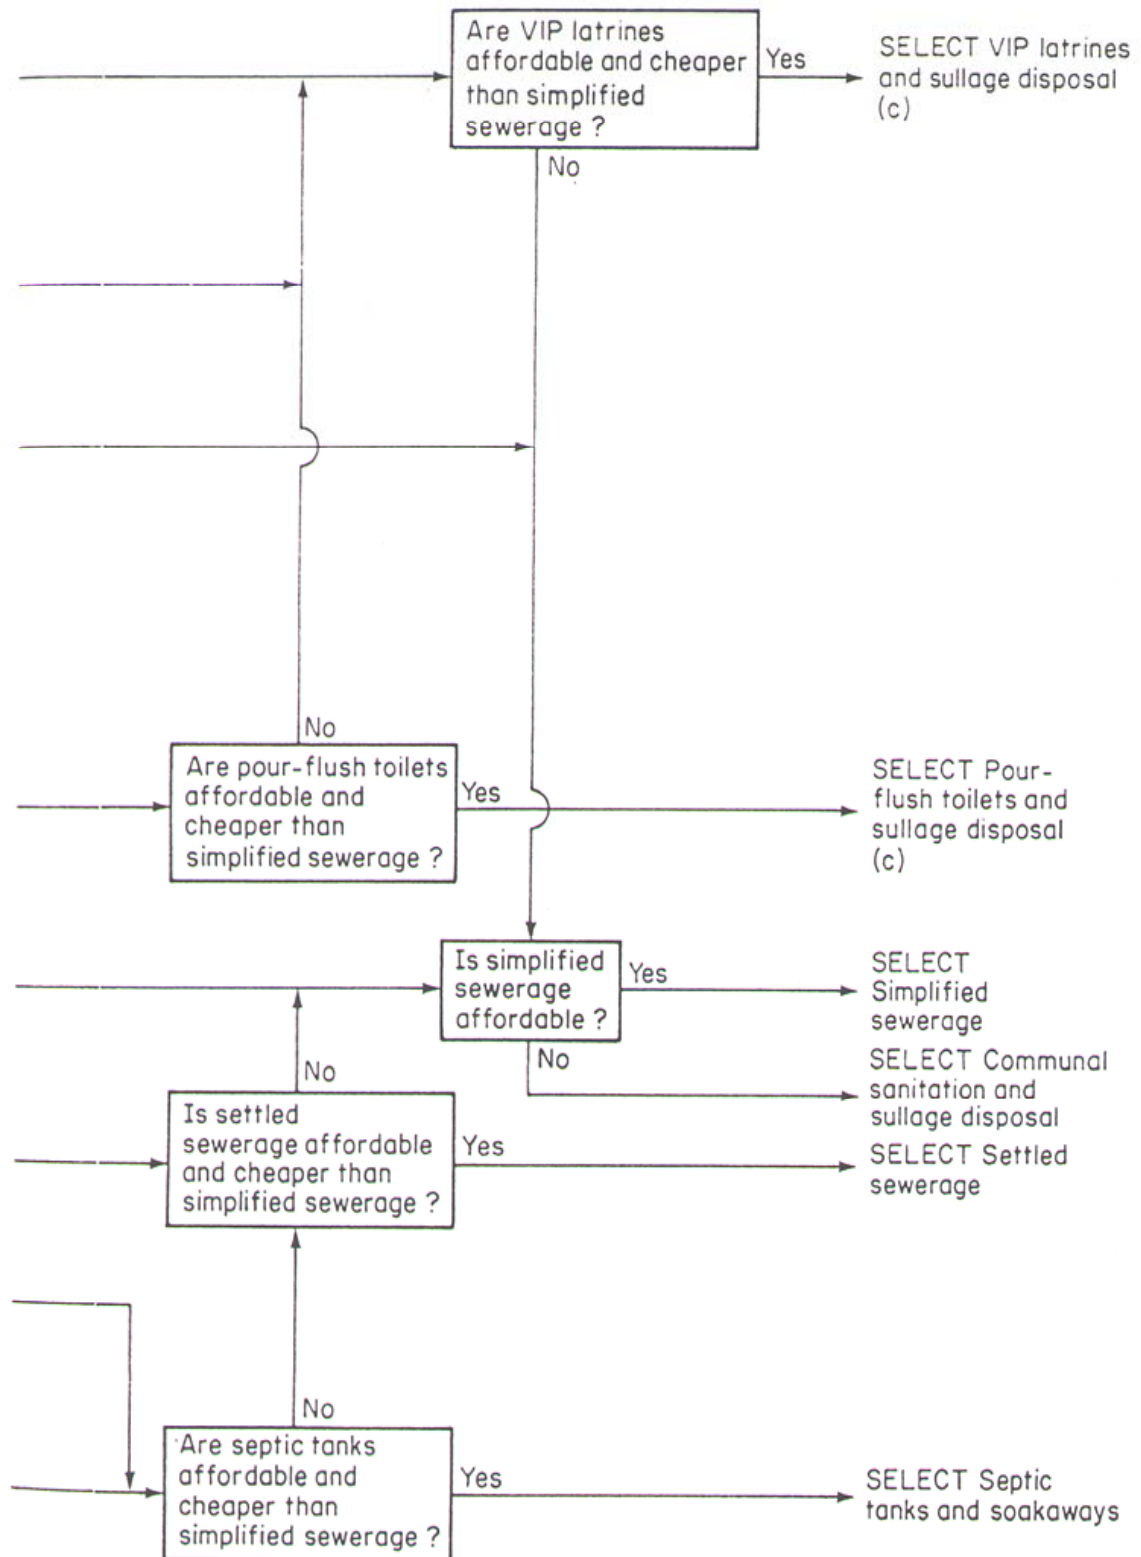 Are VIP latrines
affordable and cheaper
than simplified
sewerage ?
Yes
SELECT VIP latrines
and sullage disposal
(c)
No
No
Are pour-flush toilets
affordable and
cheaper than
simplified sewerage ?
Yes
SELECT Pour-
flush toilets and
sullage disposal
(c)
Is simplified
sewerage
affordable ?
Yes
SELECT
Simplified
sewerage
No
SELECT Communal
sanitation and
sullage disposal
No
Is settled
sewerage affordable
and cheaper than
simplified sewerage ?
Yes
SELECT Settled
sewerage
No
Are septic tanks
affordable and
cheaper than
simplified sewerage ?
Yes
SELECT Septic
tanks and soakaways